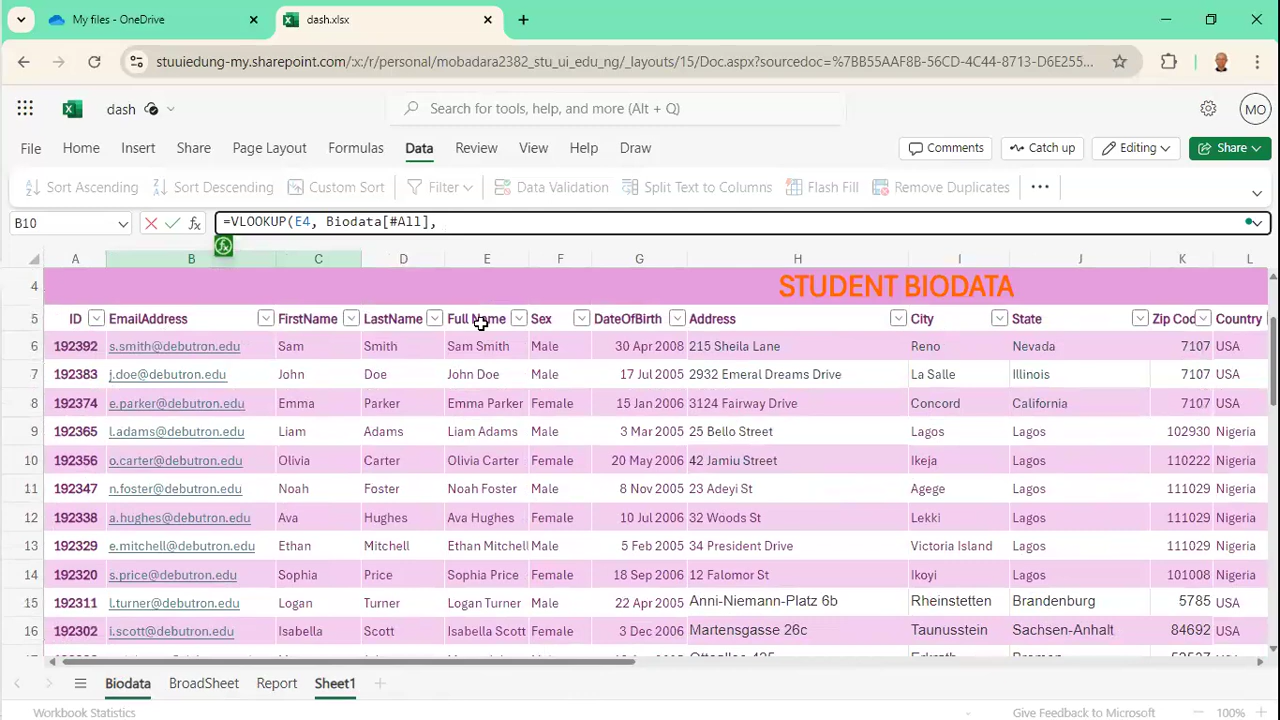 My files - OneDrive
dash.xlsx
stuuiedung-my.sharepoint.com/:x:/r/personal/mobidara2382_stu_ui_edu_ng/_layouts/15/Doc.aspx?sourcedoc=%7BB55AAF8B-56CD-4C44-8713-D6E255...
dash
Search for tools, help, and more (Alt + Q)
MO
File Home Insert Share Page Layout Formulas Data Review View Help Draw
Comments Catch up Editing Share
Sort Ascending Sort Descending Custom Sort Filter Data Validation Split Text to Columns Flash Fill Remove Duplicates
B10 fx =VLOOKUP(E4, Biodata[#All],
A B C D E F G H I J K L
4 STUDENT BIODATA
5 ID EmailAddress FirstName LastName Full Name Sex DateOfBirth Address City State Zip Cod Country
6 192392 s.smith@debutron.edu Sam Smith Sam Smith Male 30 Apr 2008 215 Sheila Lane Reno Nevada 7107 USA
7 192383 j.doe@debutron.edu John Doe John Doe Male 17 Jul 2005 2932 Emeral Dreams Drive La Salle Illinois 7107 USA
8 192374 e.parker@debutron.edu Emma Parker Emma Parker Female 15 Jan 2006 3124 Fairway Drive Concord California 7107 USA
9 192365 l.adams@debutron.edu Liam Adams Liam Adams Male 3 Mar 2005 25 Bello Street Lagos Lagos 102930 Nigeria
10 192356 o.carter@debutron.edu Olivia Carter Olivia Carter Female 20 May 2006 42 Jamiu Street Ikeja Lagos 110222 Nigeria
11 192347 n.foster@debutron.edu Noah Foster Noah Foster Male 8 Nov 2005 23 Adeyi St Agege Lagos 111029 Nigeria
12 192338 a.hughes@debutron.edu Ava Hughes Ava Hughes Female 10 Jul 2006 32 Woods St Lekki Lagos 111029 Nigeria
13 192329 e.mitchell@debutron.edu Ethan Mitchell Ethan Mitchell Male 5 Feb 2005 34 President Drive Victoria Island Lagos 111029 Nigeria
14 192320 s.price@debutron.edu Sophia Price Sophia Price Female 18 Sep 2006 12 Falomor St Ikoyi Lagos 101008 Nigeria
15 192311 l.turner@debutron.edu Logan Turner Logan Turner Male 22 Apr 2005 Anni-Niemann-Platz 6b Rheinstetten Brandenburg 5785 USA
16 192302 i.scott@debutron.edu Isabella Scott Isabella Scott Female 3 Dec 2006 Martensgasse 26c Taunusstein Sachsen-Anhalt 84692 USA
Biodata BroadSheet Report Sheet1
Workbook Statistics Give Feedback to Microsoft 100%